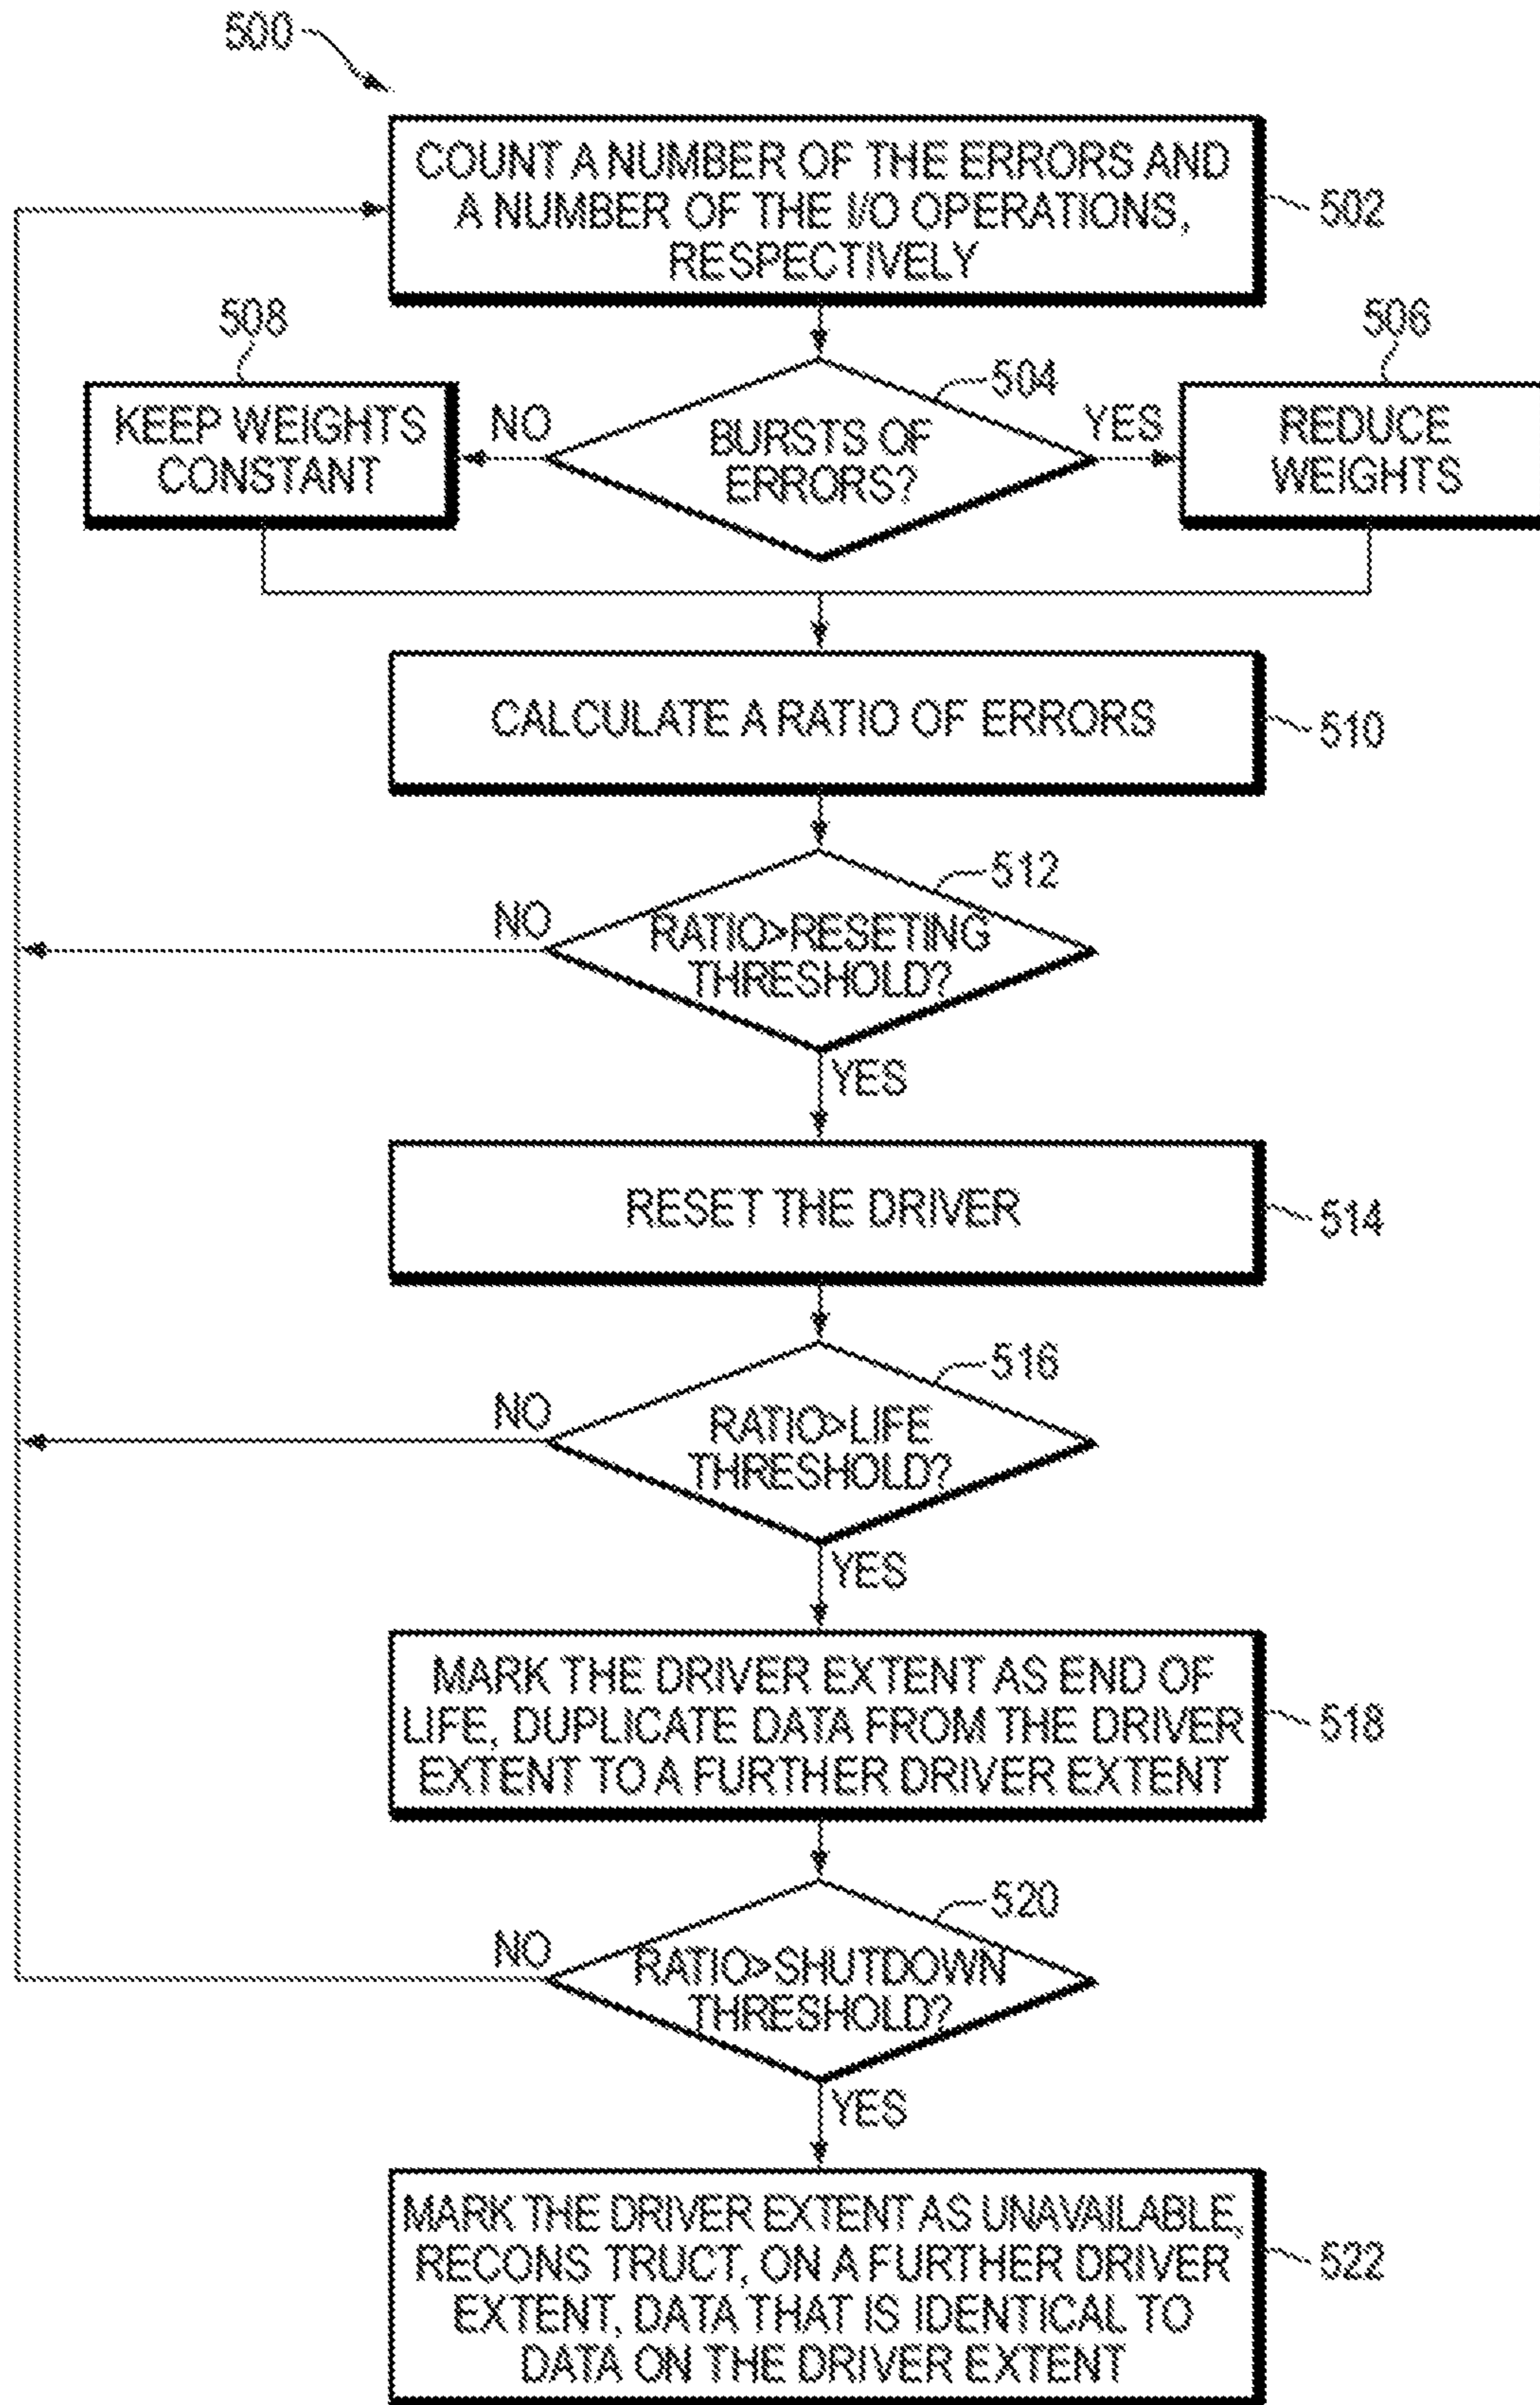 500
COUNT A NUMBER OF THE ERRORS AND
A NUMBER OF THE I/O OPERATIONS,
RESPECTIVELY
502
508
506
504
KEEP WEIGHTS
CONSTANT
NO
BURSTS OF
ERRORS?
YES
REDUCE
WEIGHTS
CALCULATE A RATIO OF ERRORS
510
512
NO
RATIO>RESETING
THRESHOLD?
YES
RESET THE DRIVER
514
516
NO
RATIO>LIFE
THRESHOLD?
YES
MARK THE DRIVER EXTENT AS END OF
LIFE, DUPLICATE DATA FROM THE DRIVER
EXTENT TO A FURTHER DRIVER EXTENT
518
520
NO
RATIO>SHUTDOWN
THRESHOLD?
YES
MARK THE DRIVER EXTENT AS UNAVAILABLE,
RECONS TRUCT, ON A FURTHER DRIVER
EXTENT, DATA THAT IS IDENTICAL TO
DATA ON THE DRIVER EXTENT
522